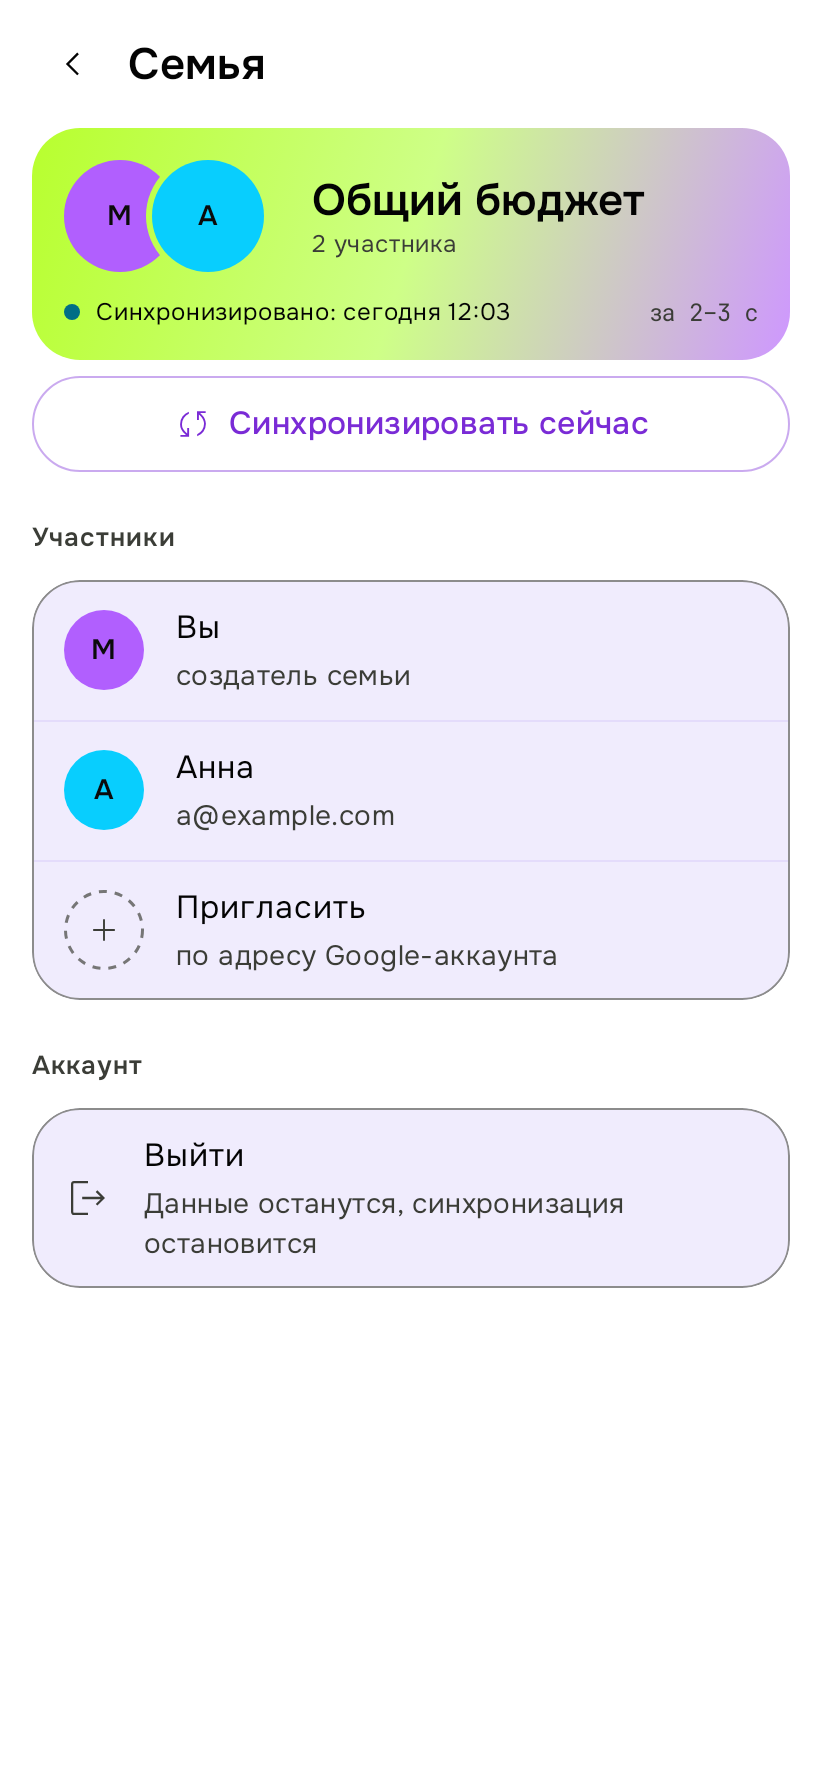 Семья
М
А
Общий бюджет
2 участника
Синхронизировано: сегодня 12:03
за 2–3 с
Синхронизировать сейчас
Участники
М
Вы
создатель семьи
А
Анна
a@example.com
Пригласить
по адресу Google-аккаунта
Аккаунт
Выйти
Данные останутся, синхронизация
остановится